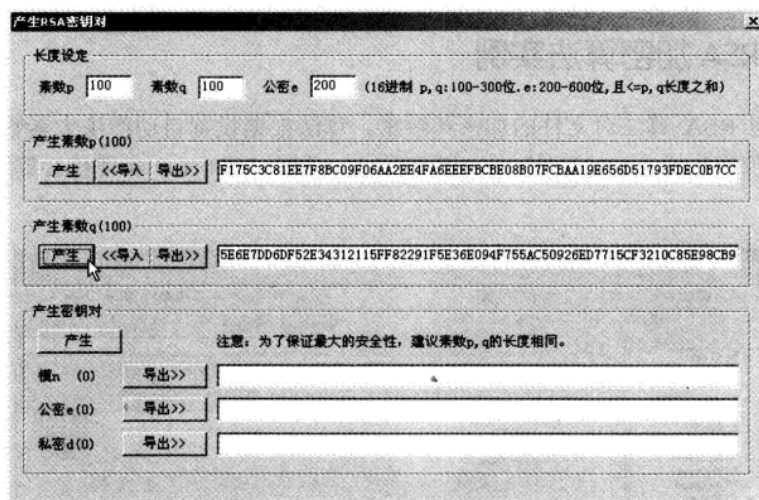 产生RSA密钥对
长度设定
素数p 100 素数q 100 公密e 200 (16进制 p,q:100-300位.e:200-600位,且<=p,q长度之和)
产生素数p(100)
产生 <<导入 导出>> F175C3C81EE7F8BC09F06AA2EE4FA6EEEFBCBE08B07FCBAA19E656D51793FDEC0B7CC
产生素数q(100)
产生 <<导入 导出>> 5E6E7DD6DF52E34312115FF82291F5E36E094F755AC50926ED7715CF3210C85E98CB9
产生密钥对
产生 注意：为了保证最大的安全性，建议素数p,q的长度相同。
模n (0) 导出>>
公密e(0) 导出>>
私密d(0) 导出>>